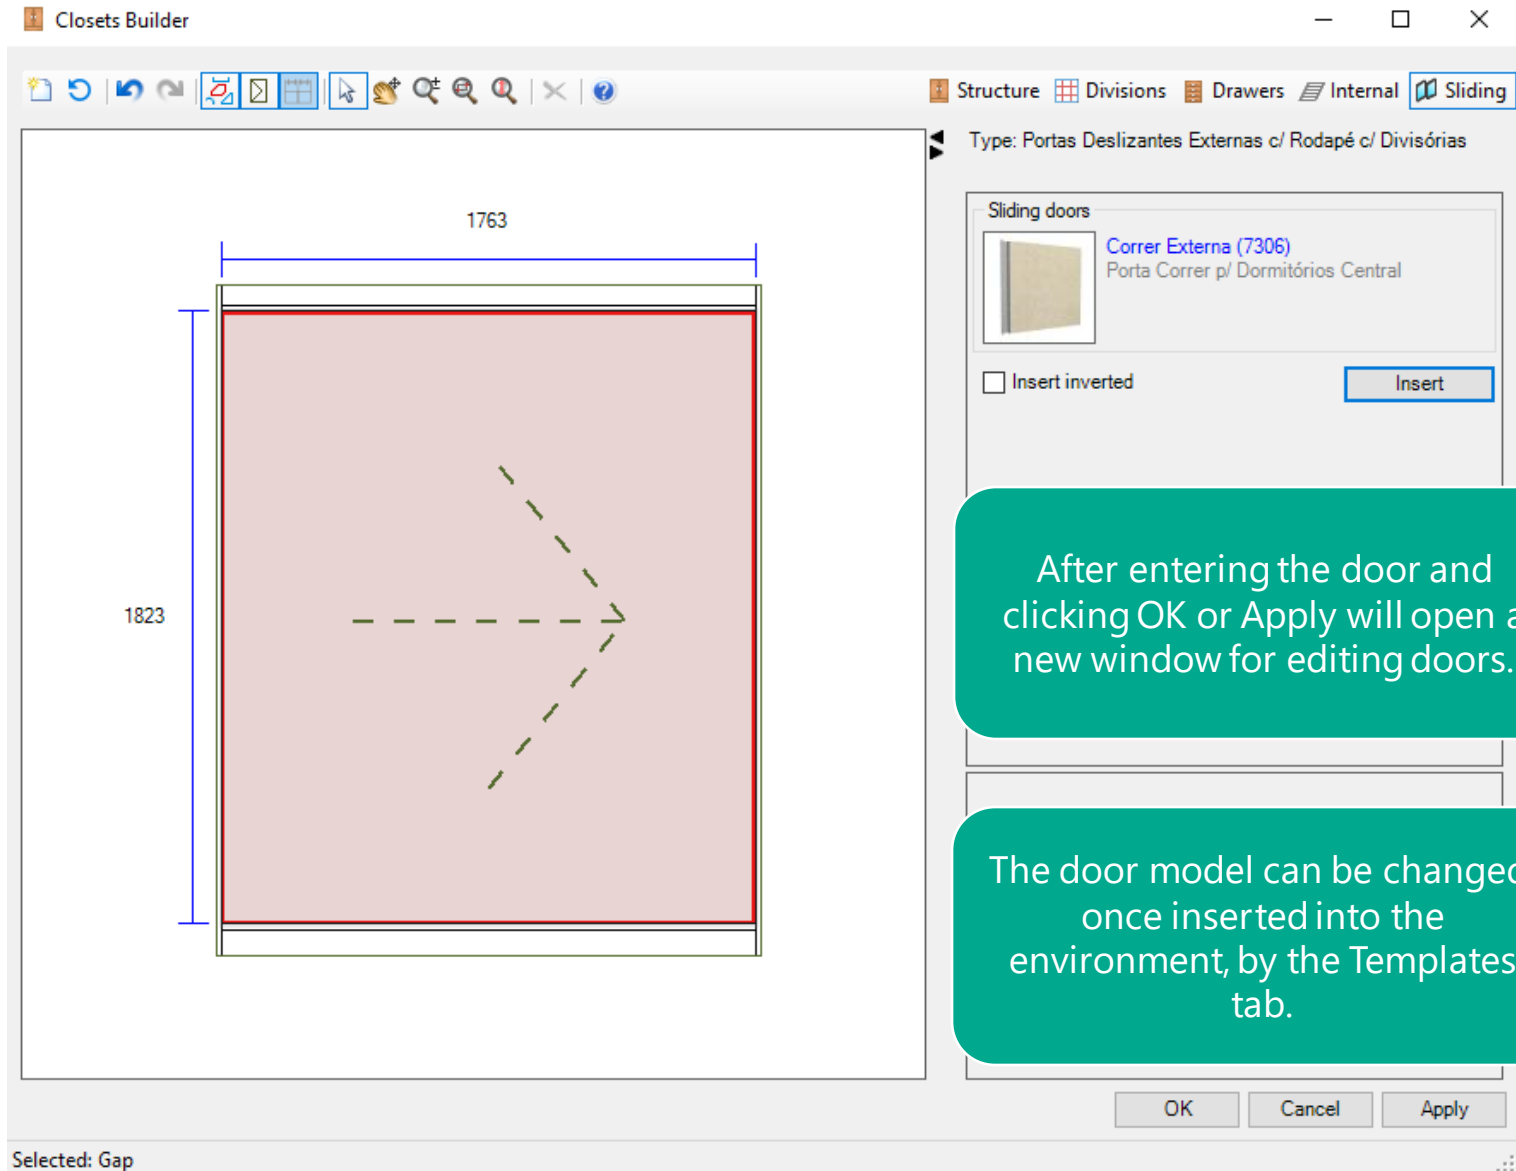 Closets Builder
Structure Divisions Drawers Internal Sliding
Type: Portas Deslizantes Externas c/ Rodapé c/ Divisórias
1763
1823
Sliding doors
Correr Externa (7306)
Porta Correr p/ Dormitórios Central
Insert inverted
Insert
After entering the door and
clicking OK or Apply will open a
new window for editing doors.
The door model can be changed
once inserted into the
environment, by the Templates
tab.
OK Cancel Apply
Selected: Gap